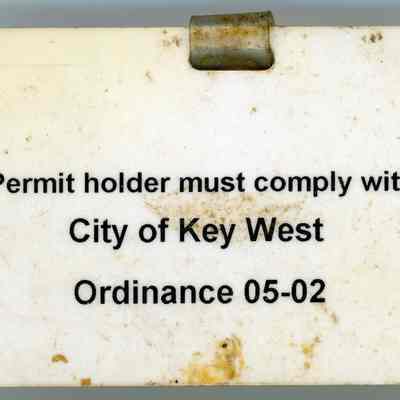 Permit holder must comply wit
City of Key West
Ordinance 05-02